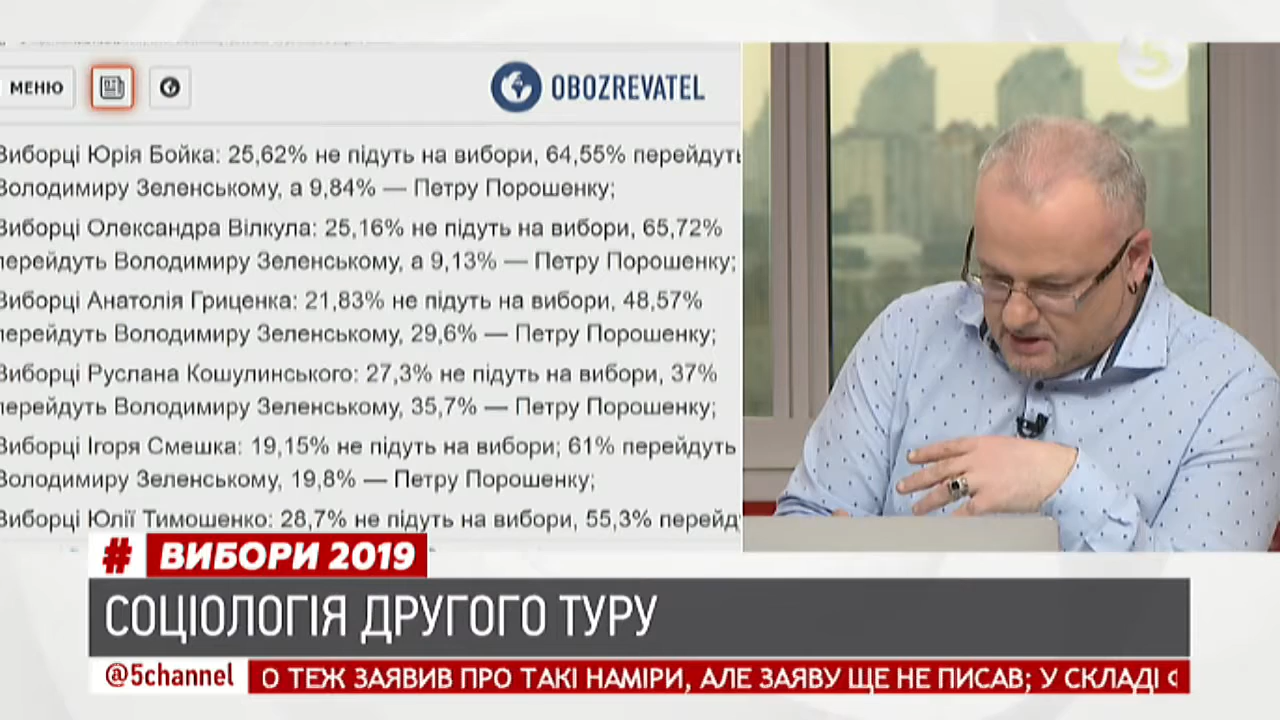 МЕНЮ
OBOZREVATEL
5
Виборці Юрія Бойка: 25,62% не підуть на вибори, 64,55% перейдуть
Володимиру Зеленському, а 9,84% — Петру Порошенку;
Виборці Олександра Вілкула: 25,16% не підуть на вибори, 65,72%
перейдуть Володимиру Зеленському, а 9,13% — Петру Порошенку;
Виборці Анатолія Гриценка: 21,83% не підуть на вибори, 48,57%
перейдуть Володимиру Зеленському, 29,6% — Петру Порошенку;
Виборці Руслана Кошулинського: 27,3% не підуть на вибори, 37%
перейдуть Володимиру Зеленському, 35,7% — Петру Порошенку;
Виборці Ігоря Смешка: 19,15% не підуть на вибори; 61% перейдуть
Володимиру Зеленському, 19,8% — Петру Порошенку;
Виборці Юлії Тимошенко: 28,7% не підуть на вибори, 55,3% перейд
# ВИБОРИ 2019
СОЦІОЛОГІЯ ДРУГОГО ТУРУ
@5channel О ТЕЖ ЗАЯВИВ ПРО ТАКІ НАМІРИ, АЛЕ ЗАЯВУ ЩЕ НЕ ПИСАВ; У СКЛАДІ